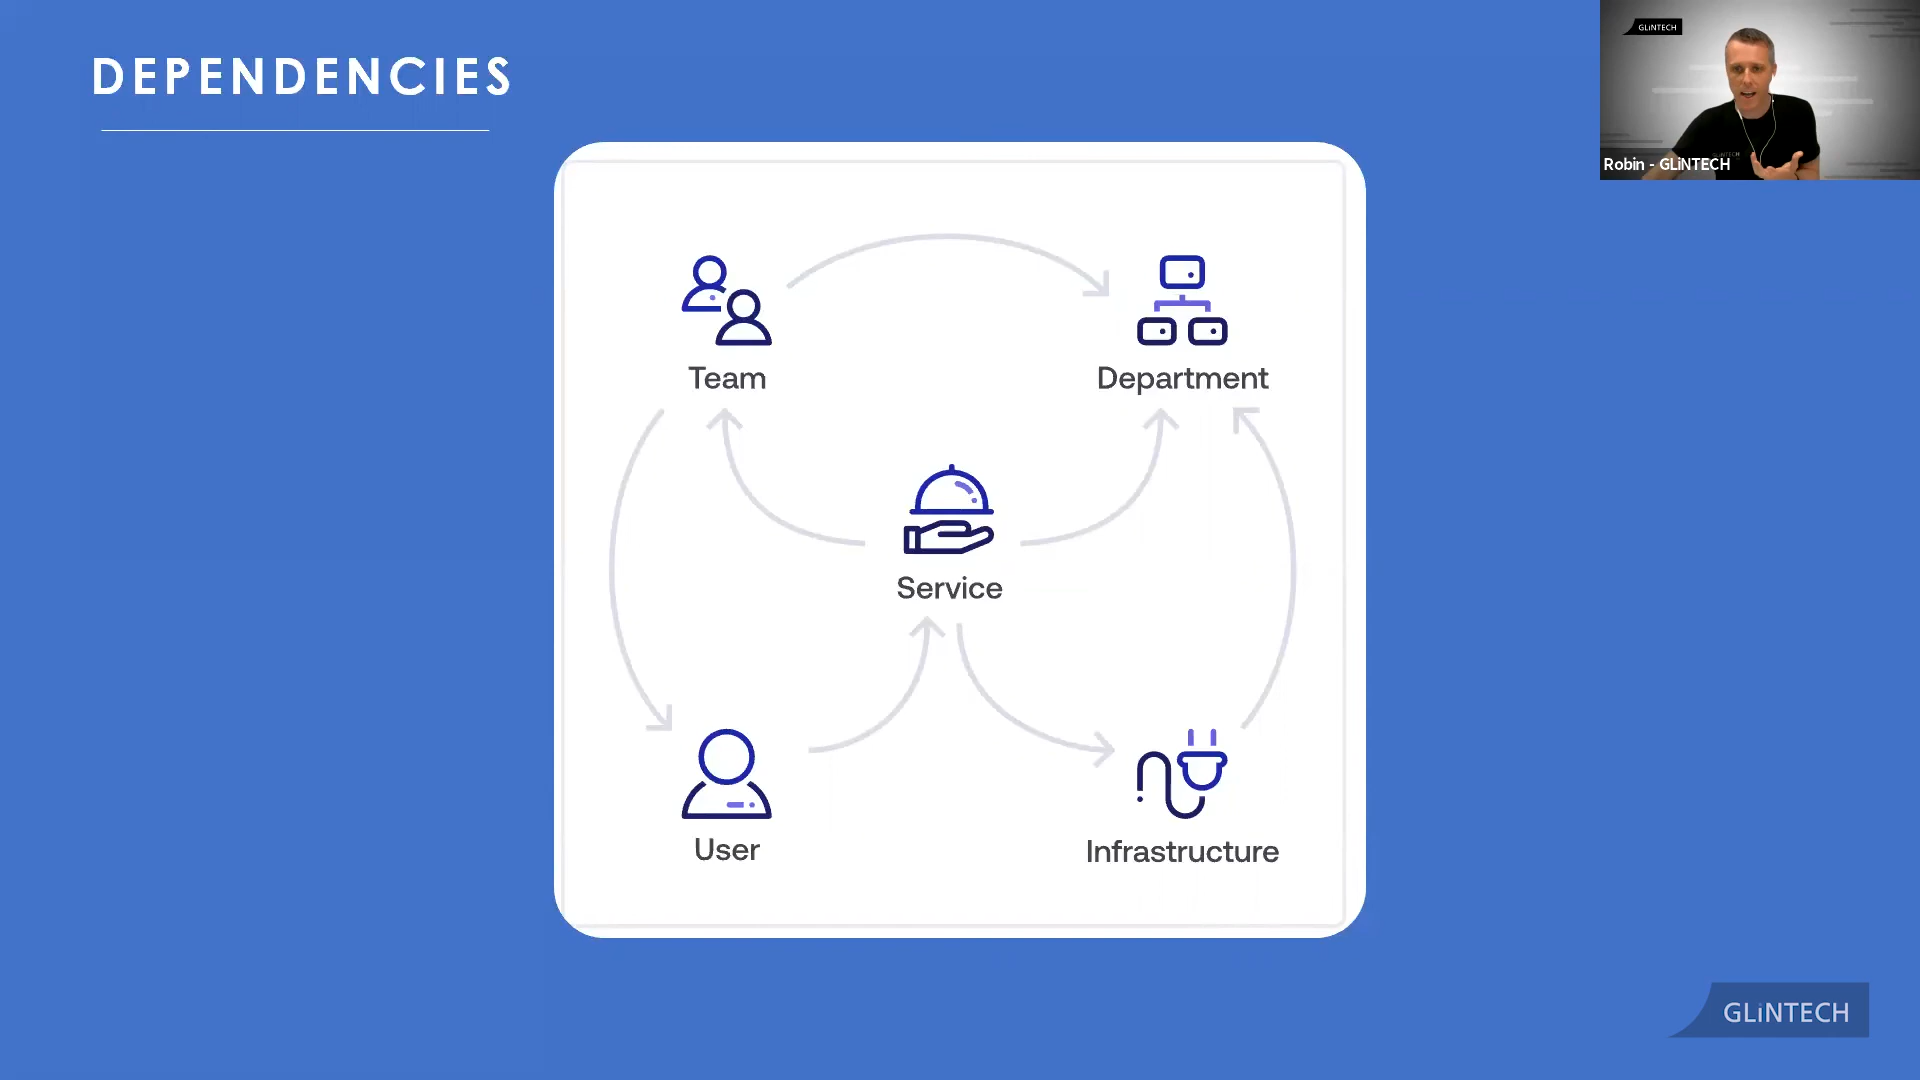 DEPENDENCIES
GLiNTECH
Robin - GLiNTECH
Team
Department
Service
User
Infrastructure
GLiNTECH